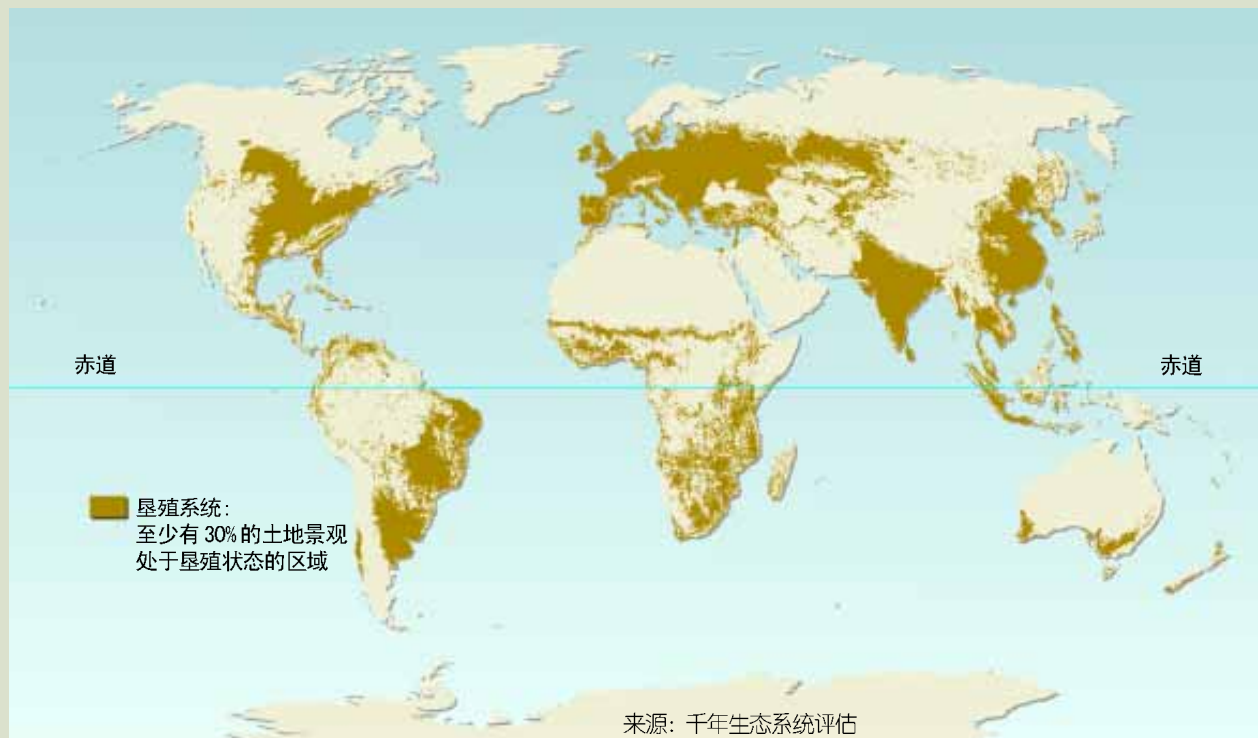 赤道
赤道
垦殖系统:
至少有 30% 的土地景观
处于垦殖状态的区域
来源: 千年生态系统评估